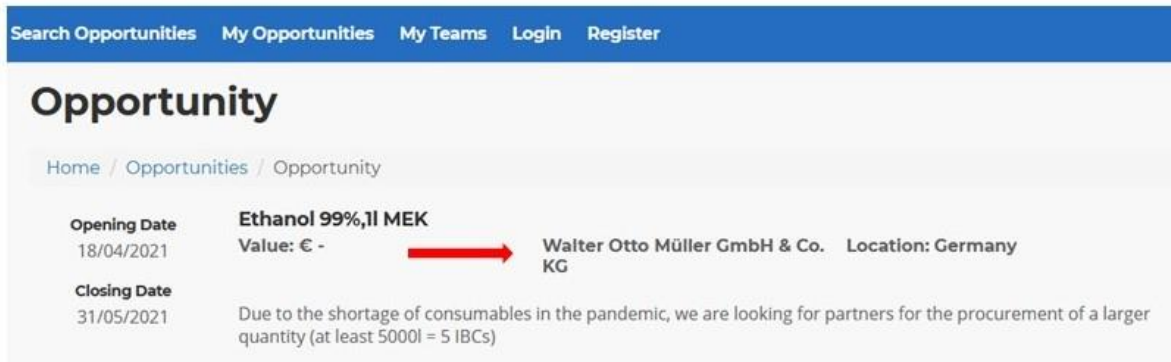 Search Opportunities My Opportunities My Teams Login Register
Opportunity
Home / Opportunities / Opportunity
Opening Date
18/04/2021
Closing Date
31/05/2021
Ethanol 99%,1l MEK
Value: € -
Walter Otto Müller GmbH & Co.
KG
Location: Germany
Due to the shortage of consumables in the pandemic, we are looking for partners for the procurement of a larger
quantity (at least 5000l = 5 IBCs)